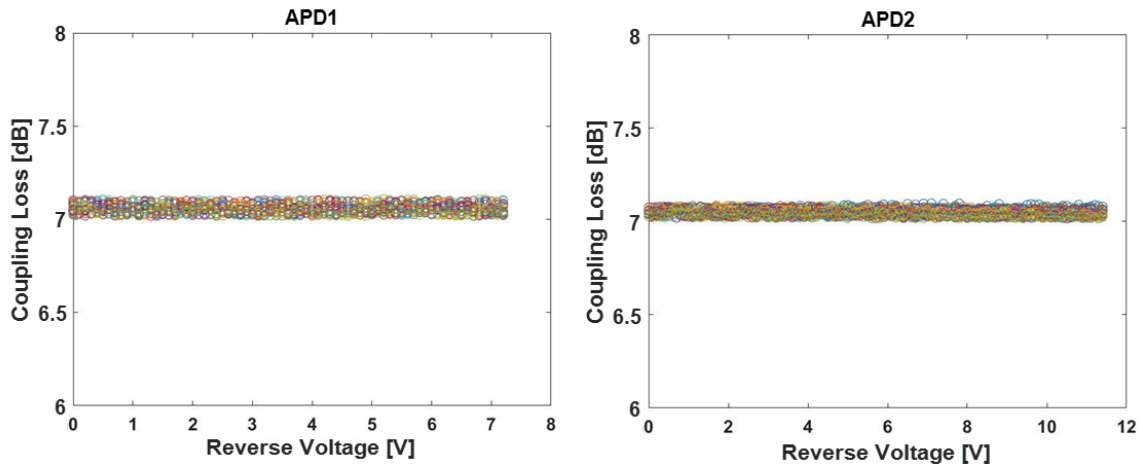 APD1
8
7.5
7
6.5
6
Coupling Loss [dB]
0 1 2 3 4 5 6 7 8
Reverse Voltage [V]
APD2
8
7.5
7
6.5
6
Coupling Loss [dB]
0 2 4 6 8 10 12
Reverse Voltage [V]